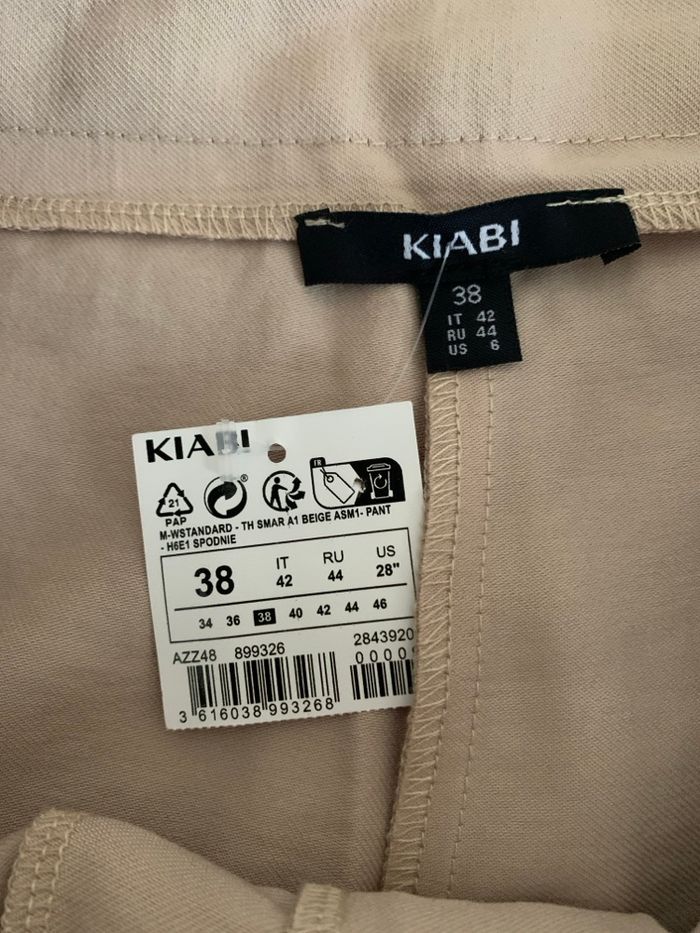 KIABI
38
IT 42
RU 44
US 6
KIABI
FR
21
PAP
M-WSTANDARD - TH SMAR A1 BEIGE ASM1- PANT
- H6E1 SPODNIE
38
IT
42
RU
44
US
28"
34 36 38 40 42 44 46
AZZ48 899326
2843920
0000
3 616038 993268